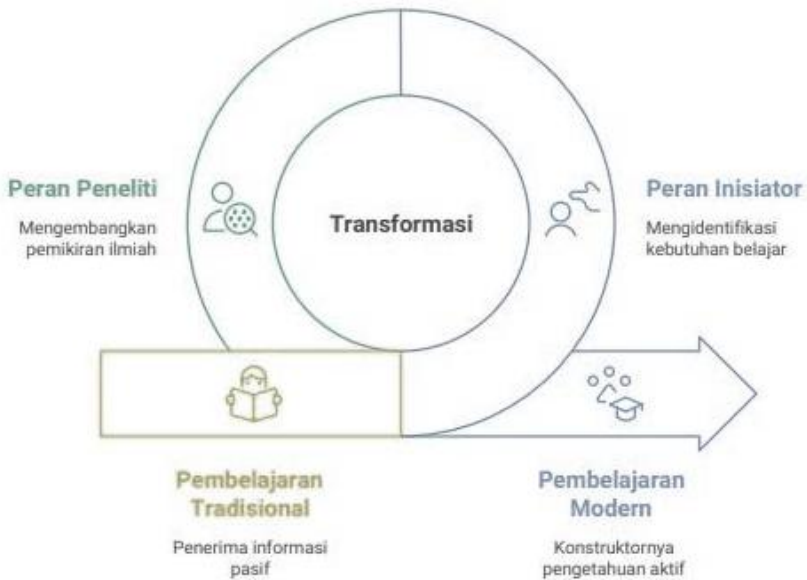 Peran Peneliti
Mengembangkan
pemikiran ilmiah
Transformasi
Peran Inisiator
Mengidentifikasi
kebutuhan belajar
Pembelajaran
Tradisional
Penerima informasi
pasif
Pembelajaran
Modern
Konstruktornya
pengetahuan aktif